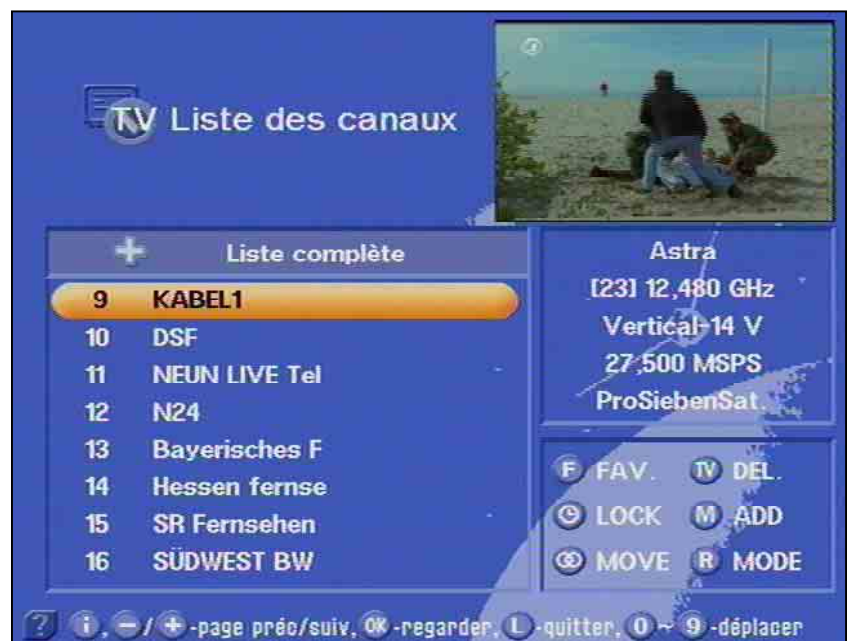 TV Liste des canaux
+ Liste complète
9 KABEL1
10 DSF
11 NEUN LIVE Tel
12 N24
13 Bayerisches F
14 Hessen fernse
15 SR Fernsehen
16 SÜDWEST BW
Astra
[23] 12,480 GHz
Vertical-14 V
27,500 MSPS
ProSiebenSat.
F FAV. TV DEL.
LOCK M ADD
MOVE R MODE
? i, -/+ -page préc/suiv, OK -regarder, L -quitter, 0 ~ 9 -déplacer